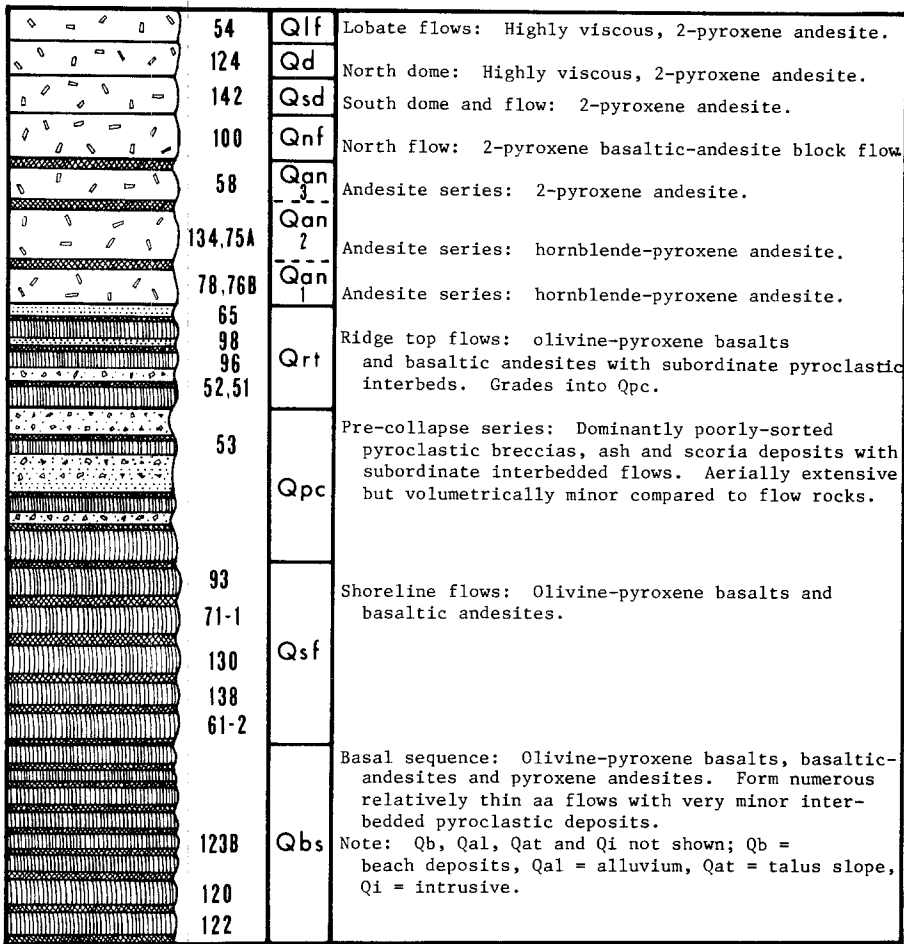 54 Qlf Lobate flows: Highly viscous, 2-pyroxene andesite.
124 Qd North dome: Highly viscous, 2-pyroxene andesite.
142 Qsd South dome and flow: 2-pyroxene andesite.
100 Qnf North flow: 2-pyroxene basaltic-andesite block flow.
58 Qan 3 Andesite series: 2-pyroxene andesite.
134,75A Qan 2 Andesite series: hornblende-pyroxene andesite.
78,76B Qan 1 Andesite series: hornblende-pyroxene andesite.
65
98
96
52,51
Qrt
Ridge top flows: olivine-pyroxene basalts
and basaltic andesites with subordinate pyroclastic
interbeds. Grades into Qpc.
53
Qpc
Pre-collapse series: Dominantly poorly-sorted
pyroclastic breccias, ash and scoria deposits with
subordinate interbedded flows. Aerially extensive
but volumetrically minor compared to flow rocks.
93
71-1
130
138
61-2
Qsf
Shoreline flows: Olivine-pyroxene basalts and
basaltic andesites.
123B
120
122
Qbs
Basal sequence: Olivine-pyroxene basalts, basaltic-
andesites and pyroxene andesites. Form numerous
relatively thin aa flows with very minor inter-
bedded pyroclastic deposits.
Note: Qb, Qal, Qat and Qi not shown; Qb =
beach deposits, Qal = alluvium, Qat = talus slope,
Qi = intrusive.